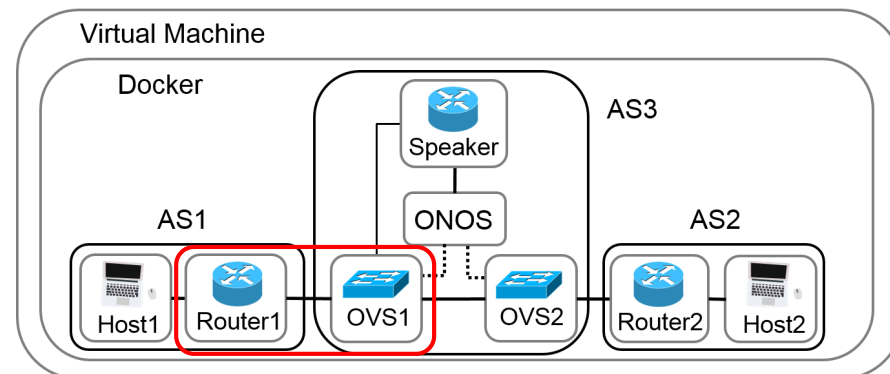 Virtual Machine
Docker
AS3
Speaker
ONOS
AS1
AS2
Host1
Router1
OVS1
OVS2
Router2
Host2